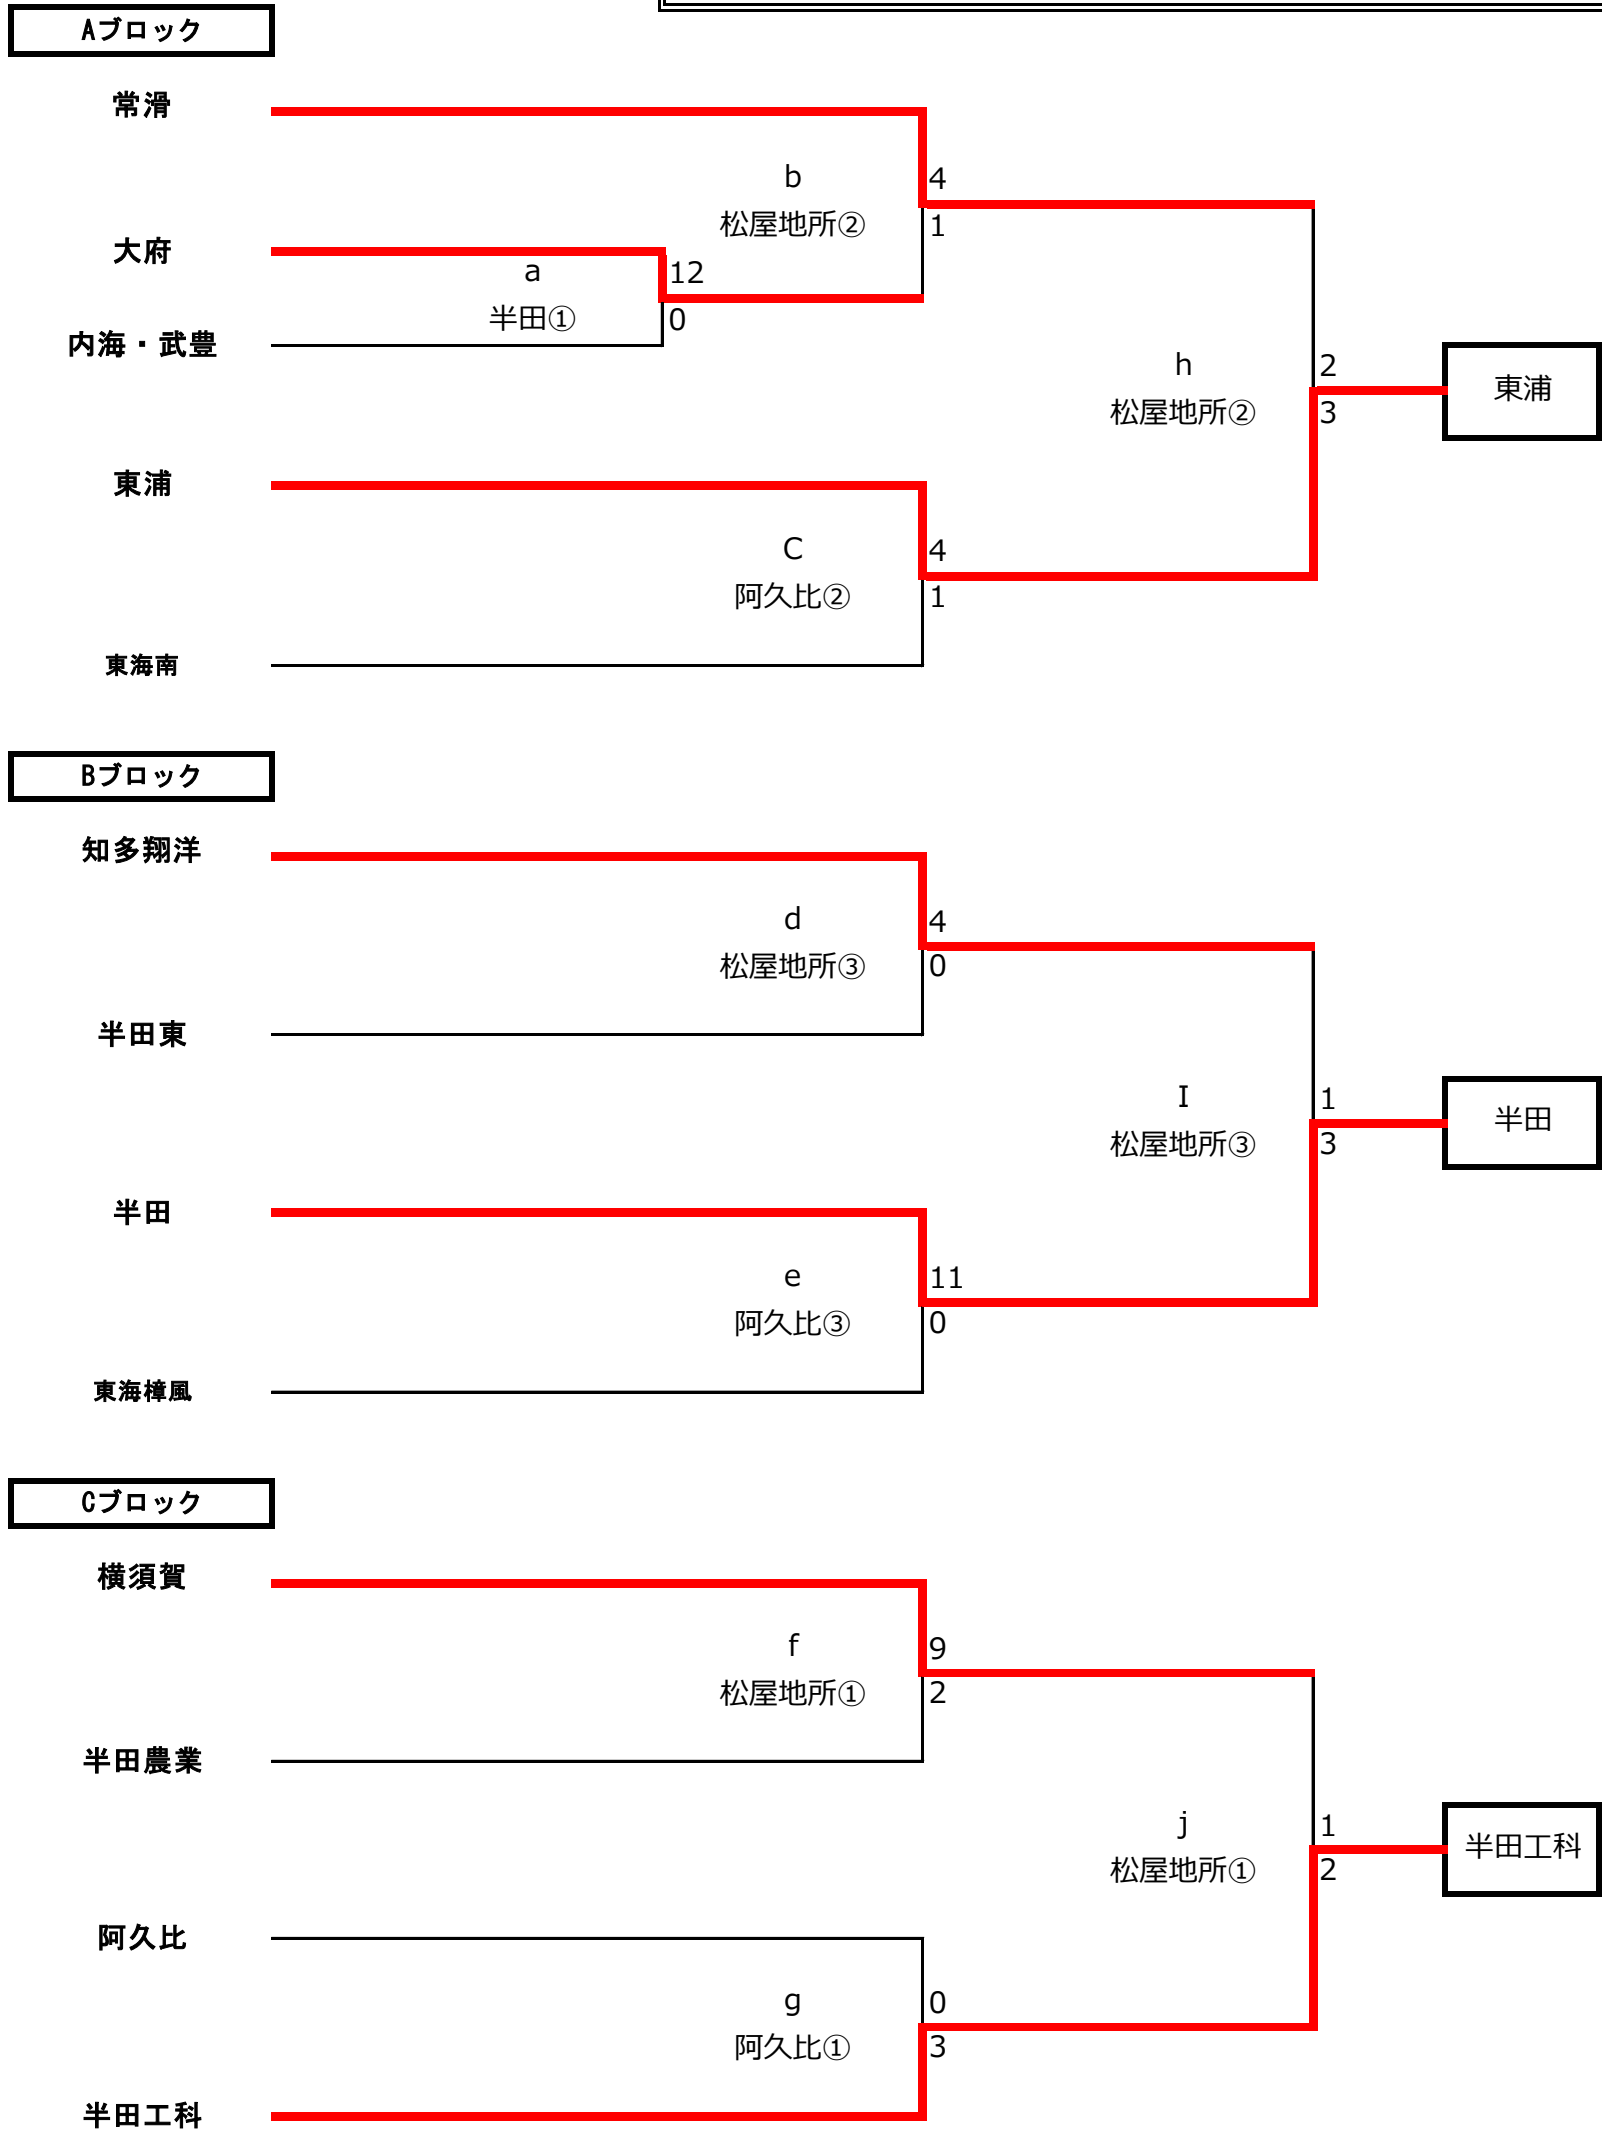 Aブロック
常滑
b
4
松屋地所②
1
大府
a
12
半田①
0
内海・武豊
h
2
東浦
松屋地所②
3
東浦
C
4
阿久比②
1
東海南
Bブロック
知多翔洋
d
4
松屋地所③
0
半田東
I
1
半田
松屋地所③
3
半田
e
11
阿久比③
0
東海樟風
Cブロック
横須賀
f
9
松屋地所①
2
半田農業
j
1
半田工科
松屋地所①
2
阿久比
g
0
阿久比①
3
半田工科